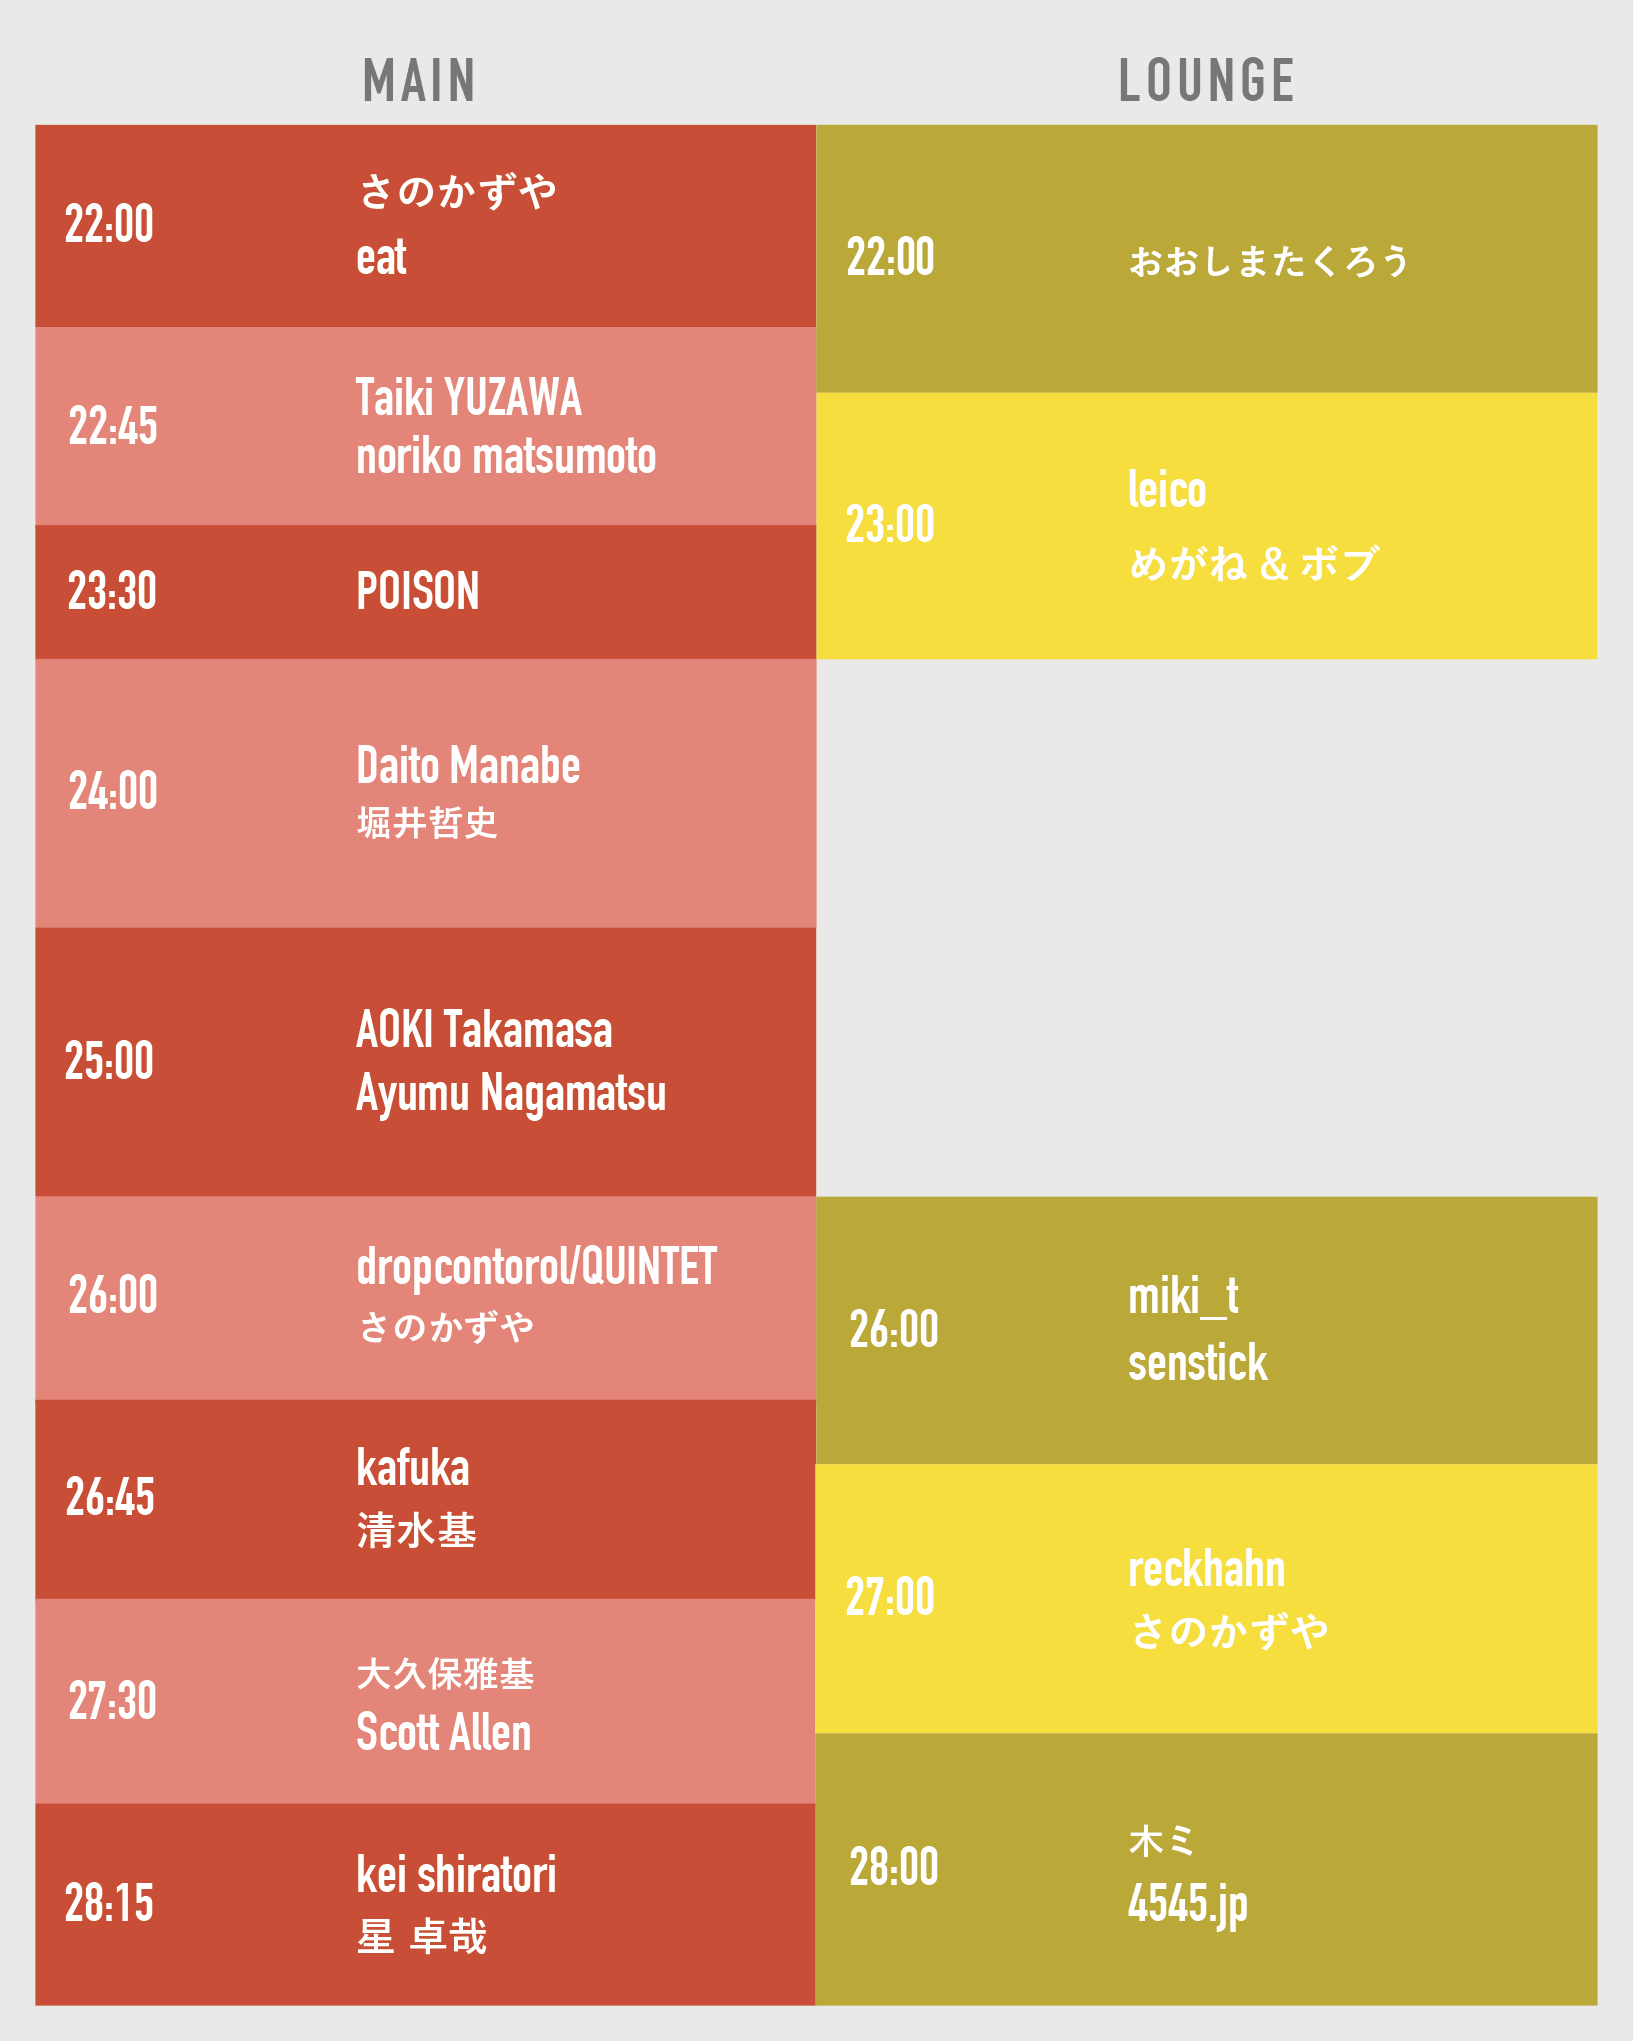 MAIN
22:00
さのかずや
eat
22:45
Taiki YUZAWA
noriko matsumoto
23:30
POISON
24:00
Daito Manabe
堀井哲史
25:00
AOKI Takamasa
Ayumu Nagamatsu
26:00
dropcontorol/QUINTET
さのかずや
26:45
kafuka
清水基
27:30
大久保雅基
Scott Allen
28:15
kei shiratori
星 卓哉
LOUNGE
22:00
おおしまたくろう
23:00
leico
めがね & ボブ
26:00
miki_t
senstick
27:00
reckhahn
さのかずや
28:00
木ミ
4545.jp